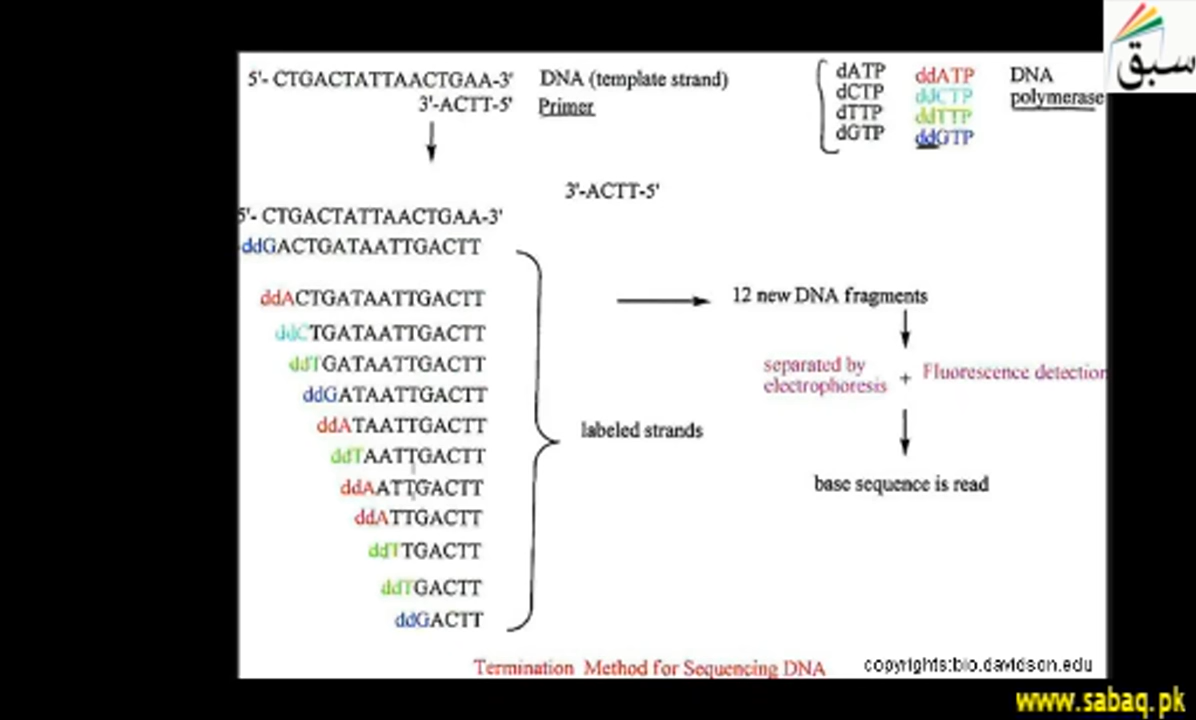 سبق
5'- CTGACTATTAACTGAA-3' DNA (template strand)
3'-ACTT-5' Primer
dATP ddATP DNA
dCTP ddCTP polymerase
dTTP ddTTP
dGTP ddGTP
3'-ACTT-5'
5'- CTGACTATTAACTGAA-3'
ddGACTGATAATTGACTT
ddACTGATAATTGACTT
ddCTGATAATTGACTT
ddTGATAATTGACTT
ddGATAATTGACTT
ddATAATTGACTT
ddTAATTGACTT
ddAATTGACTT
ddATTGACTT
ddTTGACTT
ddTGACTT
ddGACTT
labeled strands
12 new DNA fragments
separated by
electrophoresis + Fluorescence detection
base sequence is read
Termination Method for Sequencing DNA
copyrights:bio.davidson.edu
www.sabaq.pk